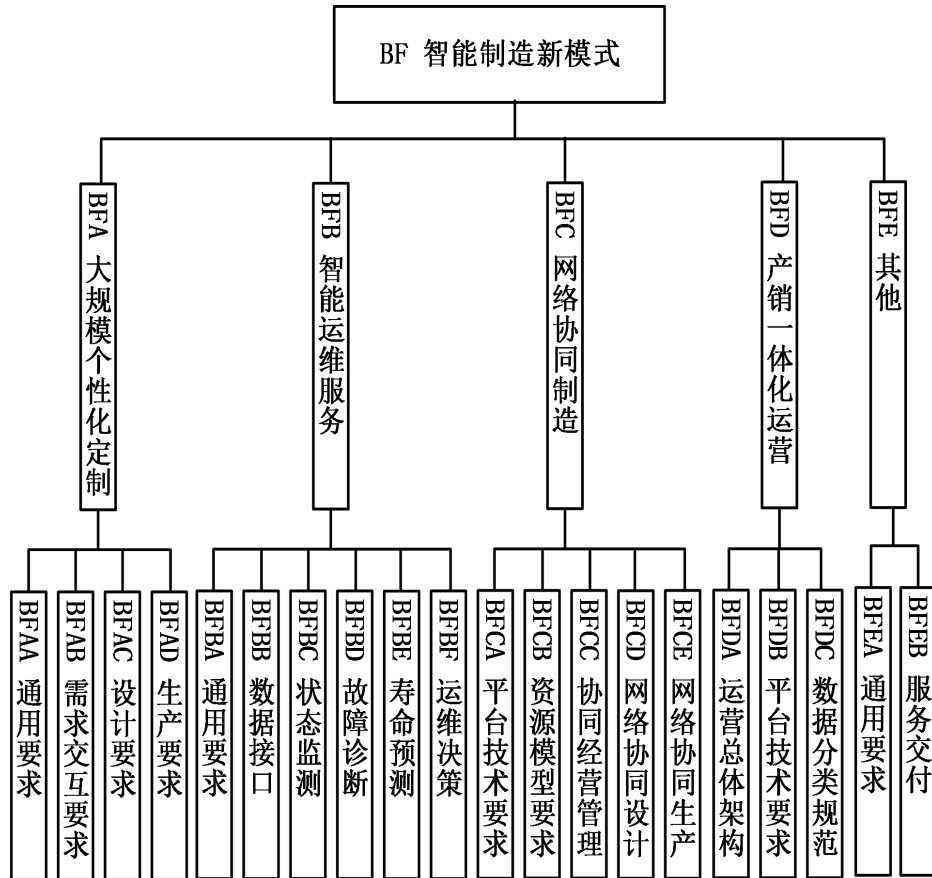 BF 智能制造新模式
BFA 大规模个性化定制
BFB 智能运维服务
BFC 网络协同制造
BFD 产销一体化运营
BFE 其他
BFAA 通用要求
BFAB 需求交互要求
BFAC 设计要求
BFAD 生产要求
BFBA 通用要求
BFBB 数据接口
BFBC 状态监测
BFBD 故障诊断
BFBE 寿命预测
BFBF 运维决策
BFCA 平台技术要求
BFCB 资源模型要求
BFCC 协同经营管理
BFCD 网络协同设计
BFCE 网络协同生产
BFDA 运营总体架构
BFDB 平台技术要求
BFDC 数据分类规范
BFEA 通用要求
BFEB 服务交付